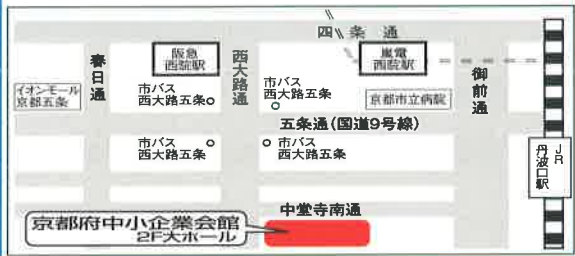 四条通
阪急
西院駅
嵐電
西院駅
春日通
西大路通
御前通
イオンモール
京都五条
市バス
西大路五条
市バス
西大路五条
京都市立病院
五条通(国道9号線)
市バス
西大路五条
市バス
西大路五条
JR
丹波口駅
中堂寺南通
京都府中小企業会館
2F大ホール